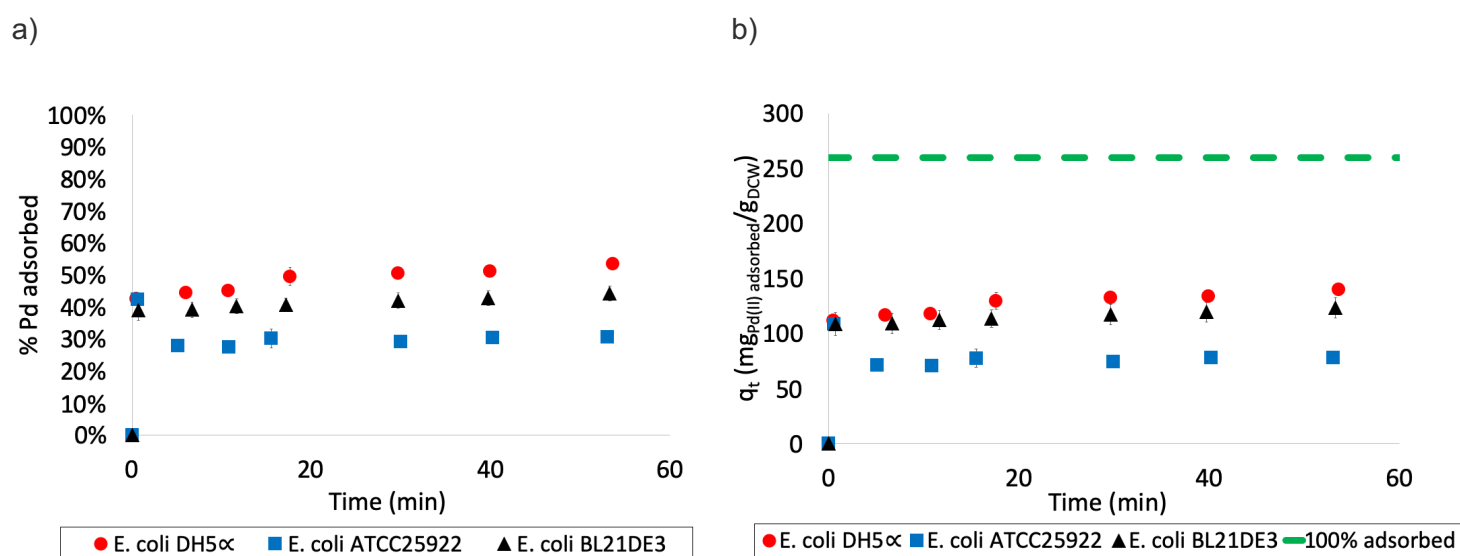 a)
% Pd adsorbed
100%
90%
80%
70%
60%
50%
40%
30%
20%
10%
0%
0 20 40 60
Time (min)
E. coli DH5∝ E. coli ATCC25922 E. coli BL21DE3
b)
qt (mgPd(II) adsorbed/gDCW)
300
250
200
150
100
50
0
0 20 40 60
Time (min)
E. coli DH5∝ E. coli ATCC25922 E. coli BL21DE3 100% adsorbed